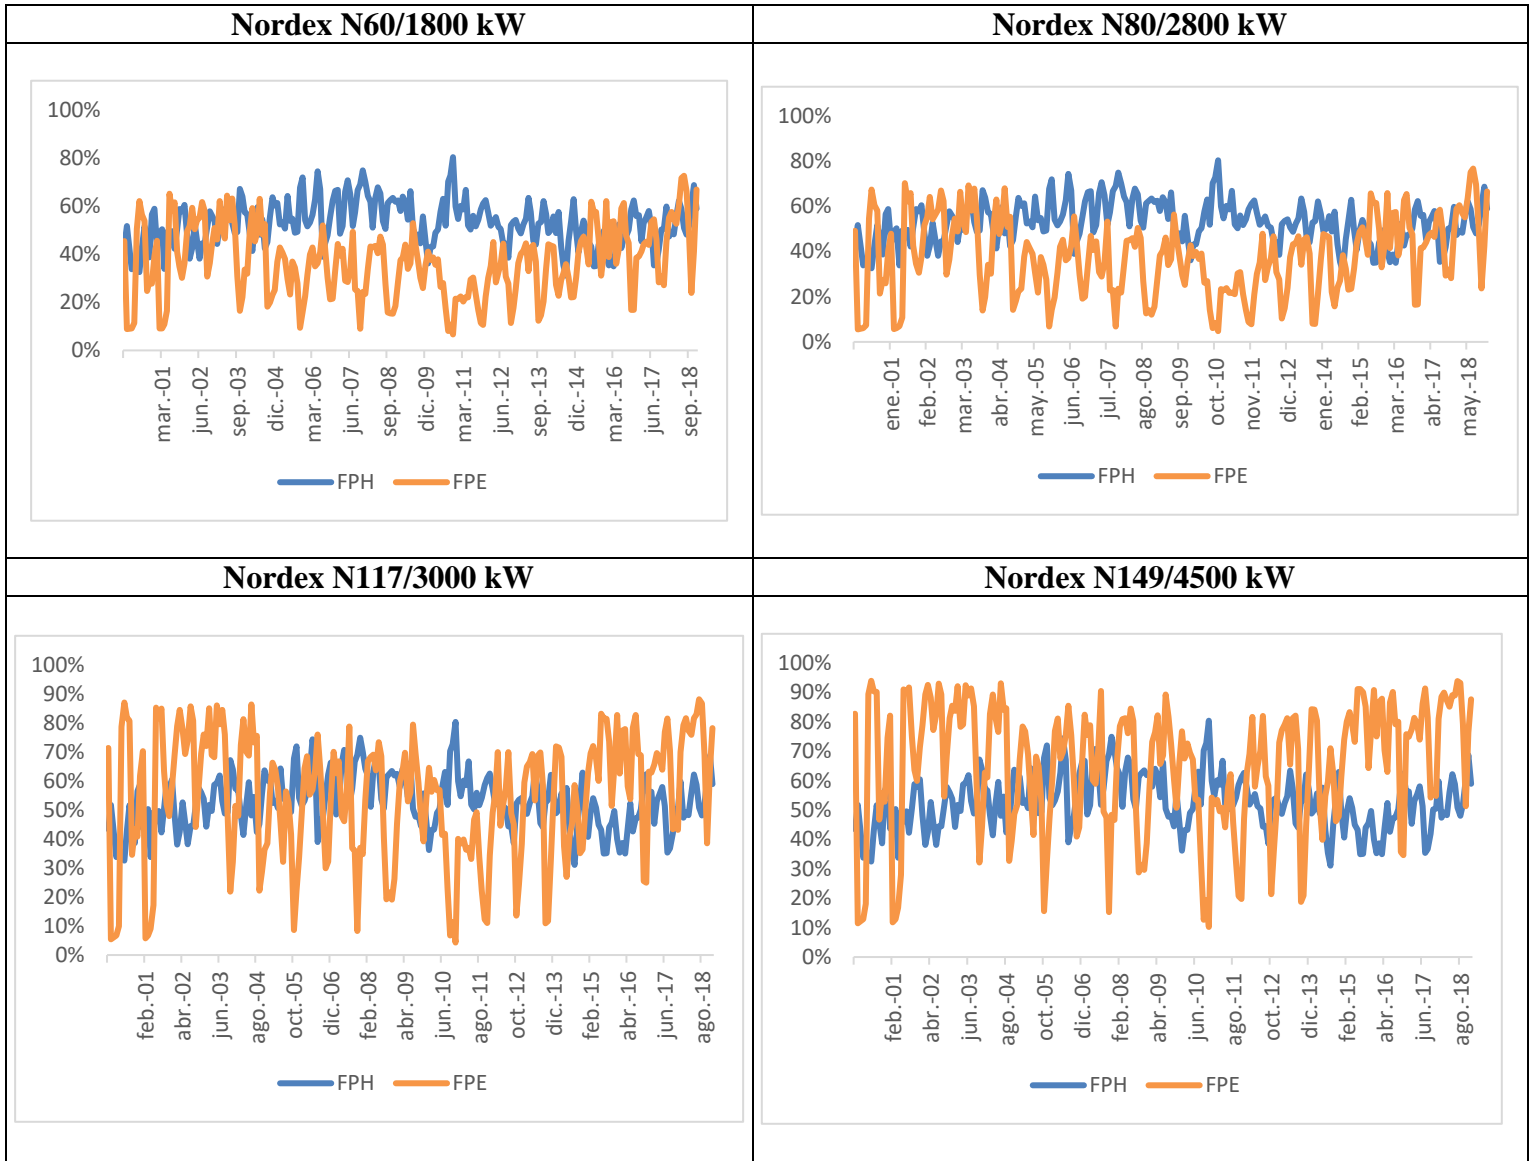 Nordex N60/1800 kW
Nordex N80/2800 kW
100%
80%
60%
40%
20%
0%
mar.-01
jun.-02
sep.-03
dic.-04
mar.-06
jun.-07
sep.-08
dic.-09
mar.-11
jun.-12
sep.-13
dic.-14
mar.-16
jun.-17
sep.-18
FPH
FPE
100%
80%
60%
40%
20%
0%
ene.-01
feb.-02
mar.-03
abr.-04
may.-05
jun.-06
jul.-07
ago.-08
sep.-09
oct.-10
nov.-11
dic.-12
ene.-14
feb.-15
mar.-16
abr.-17
may.-18
FPH
FPE
Nordex N117/3000 kW
Nordex N149/4500 kW
100%
90%
80%
70%
60%
50%
40%
30%
20%
10%
0%
feb.-01
abr.-02
jun.-03
ago.-04
oct.-05
dic.-06
feb.-08
abr.-09
jun.-10
ago.-11
oct.-12
dic.-13
feb.-15
abr.-16
jun.-17
ago.-18
FPH
FPE
100%
90%
80%
70%
60%
50%
40%
30%
20%
10%
0%
feb.-01
abr.-02
jun.-03
ago.-04
oct.-05
dic.-06
feb.-08
abr.-09
jun.-10
ago.-11
oct.-12
dic.-13
feb.-15
abr.-16
jun.-17
ago.-18
FPH
FPE